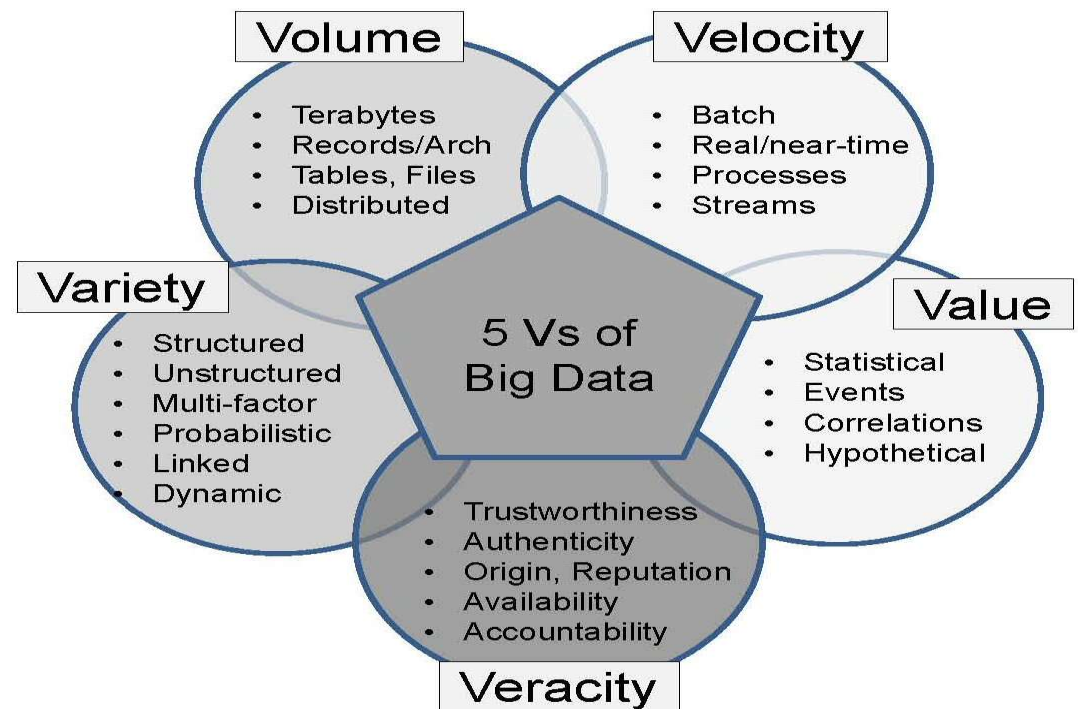 Volume
• Terabytes
• Records/Arch
• Tables, Files
• Distributed
Velocity
• Batch
• Real/near-time
• Processes
• Streams
Variety
• Structured
• Unstructured
• Multi-factor
• Probabilistic
• Linked
• Dynamic
5 Vs of
Big Data
Value
• Statistical
• Events
• Correlations
• Hypothetical
• Trustworthiness
• Authenticity
• Origin, Reputation
• Availability
• Accountability
Veracity